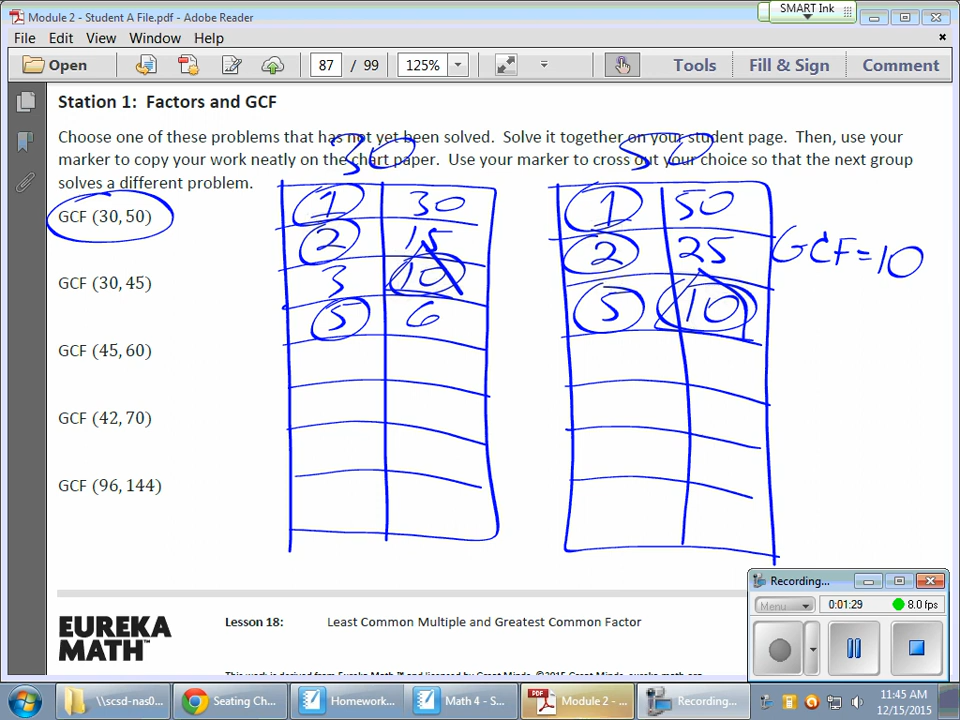 SMART Ink
Module 2 - Student A File.pdf - Adobe Reader
File Edit View Window Help
Open 87 / 99 125% Tools Fill & Sign Comment
Station 1: Factors and GCF
Choose one of these problems that has not yet been solved. Solve it together on your student page. Then, use your
marker to copy your work neatly on the chart paper. Use your marker to cross out your choice so that the next group
solves a different problem.
GCF (30, 50)
GCF (30, 45)
GCF (45, 60)
GCF (42, 70)
GCF (96, 144)
30
1 30
2 15
3 10
5 6
50
1 50
2 25
5 10
GCF=10
EUREKA
MATH™
Lesson 18: Least Common Multiple and Greatest Common Factor
Recording...
Menu 0:01:29 8.0 fps
\\scsd-nas0... Seating Ch... Homework... Math 4 - S... Module 2 -... Recording...
11:45 AM
12/15/2015